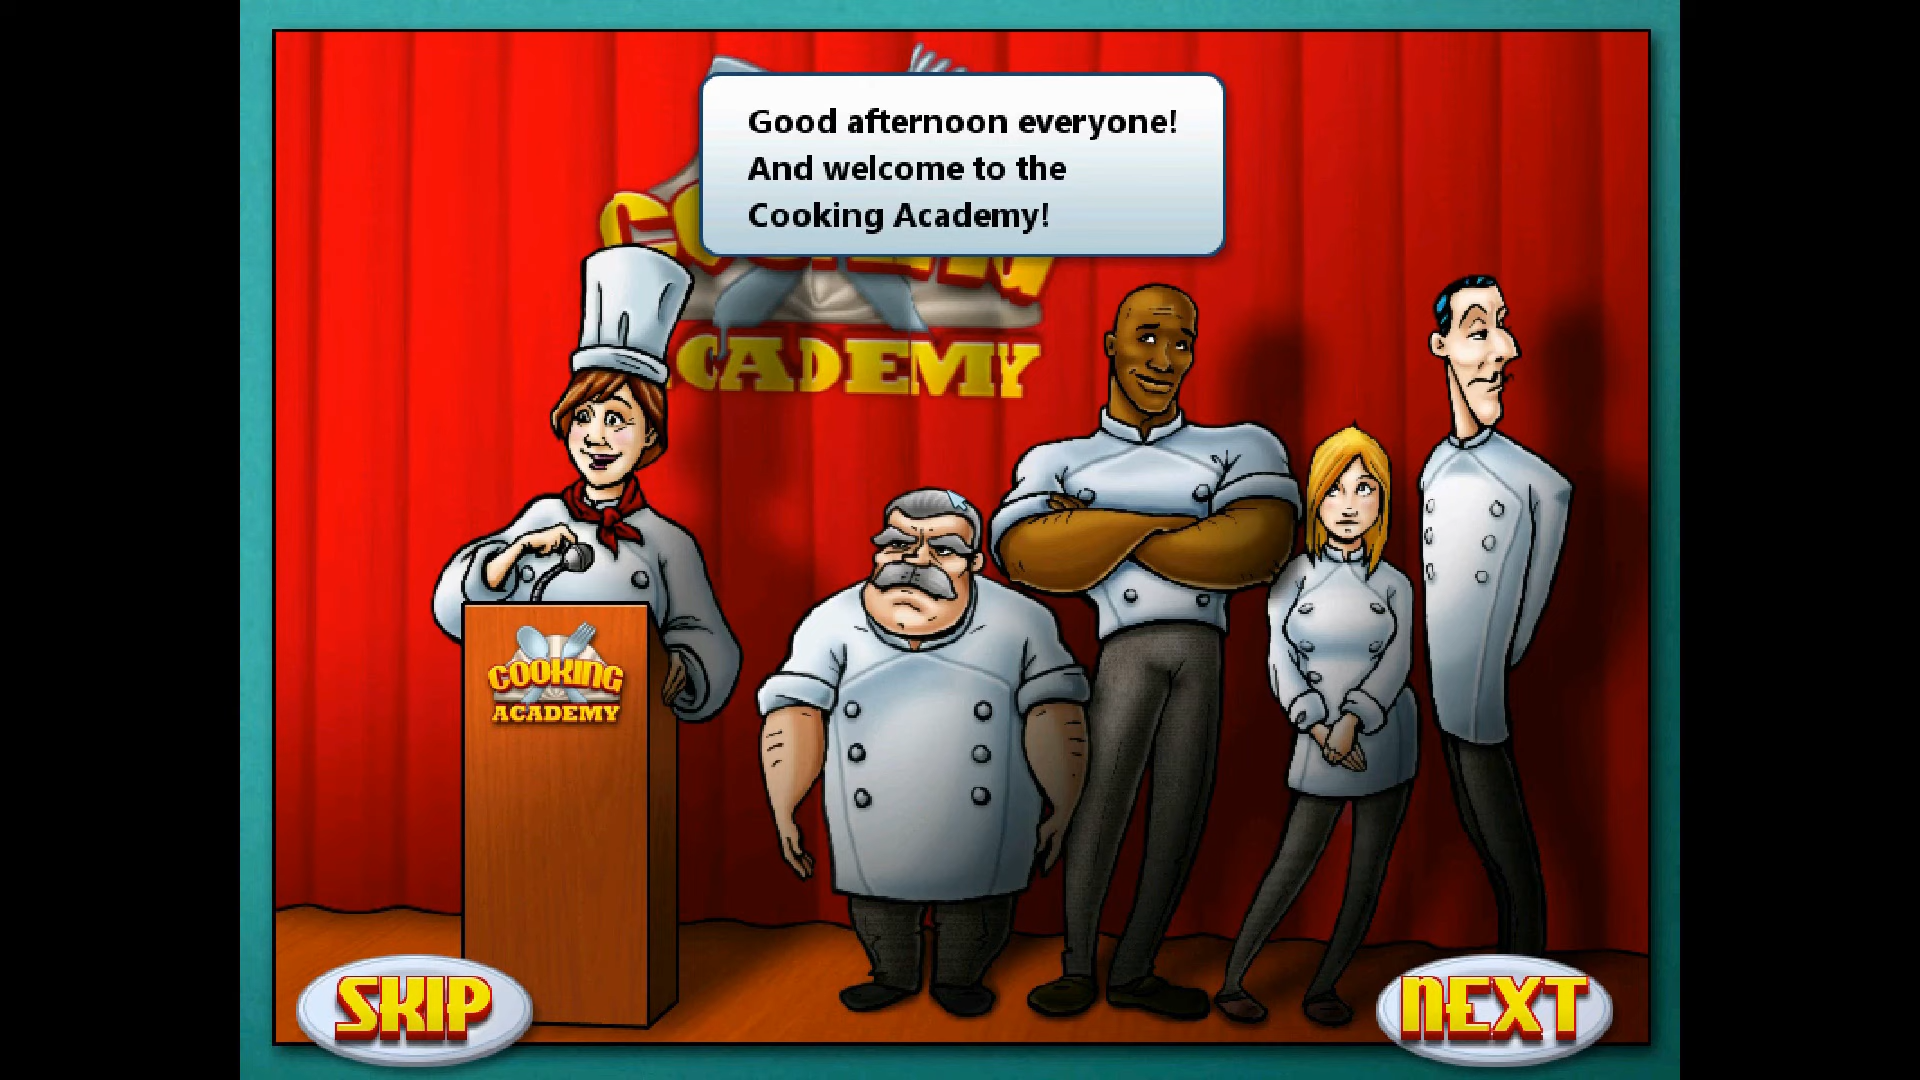 Good afternoon everyone!
And welcome to the
Cooking Academy!
ACADEMY
COOKING
ACADEMY
SKIP
NEXT